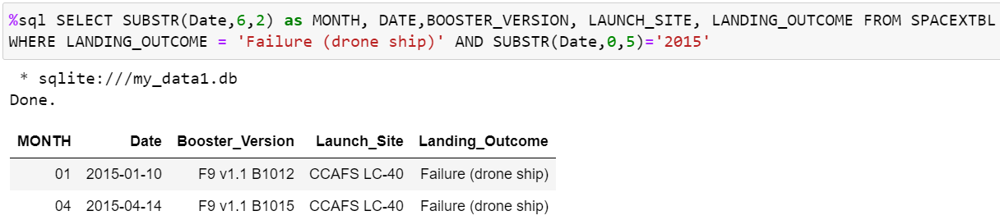 %sql SELECT SUBSTR(Date,6,2) as MONTH, DATE,BOOSTER_VERSION, LAUNCH_SITE, LANDING_OUTCOME FROM SPACEXTBL
WHERE LANDING_OUTCOME = 'Failure (drone ship)' AND SUBSTR(Date,0,5)='2015'
* sqlite:///my_data1.db
Done.
MONTH Date Booster_Version Launch_Site Landing_Outcome
01 2015-01-10 F9 v1.1 B1012 CCAFS LC-40 Failure (drone ship)
04 2015-04-14 F9 v1.1 B1015 CCAFS LC-40 Failure (drone ship)